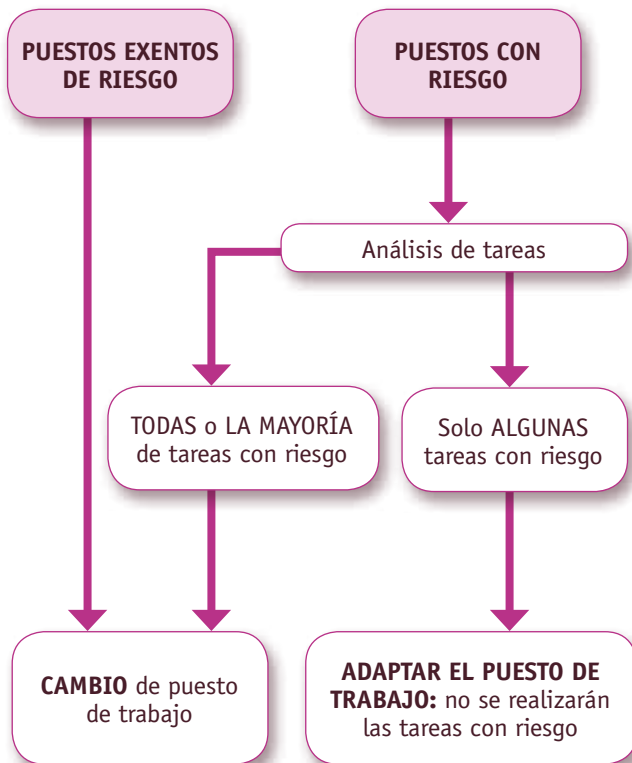 PUESTOS EXENTOS
DE RIESGO
PUESTOS CON
RIESGO
Análisis de tareas
TODAS o LA MAYORÍA
de tareas con riesgo
Solo ALGUNAS
tareas con riesgo
CAMBIO de puesto
de trabajo
ADAPTAR EL PUESTO DE
TRABAJO: no se realizarán
las tareas con riesgo